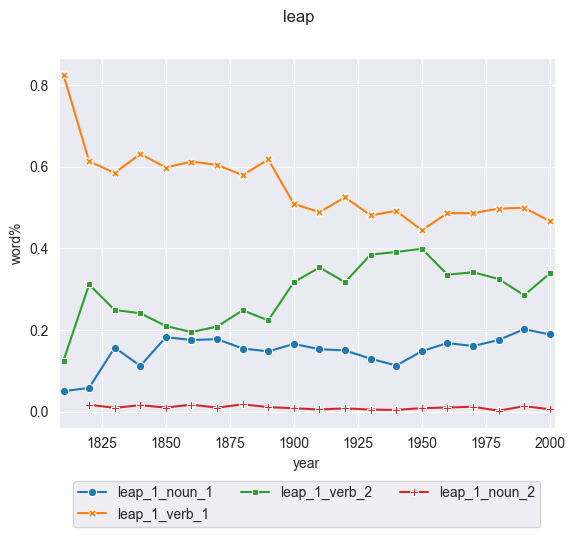 leap
0.8
0.6
0.4
0.2
0.0
word%
1825 1850 1875 1900 1925 1950 1975 2000
year
leap_1_noun_1 leap_1_verb_2 leap_1_noun_2
leap_1_verb_1